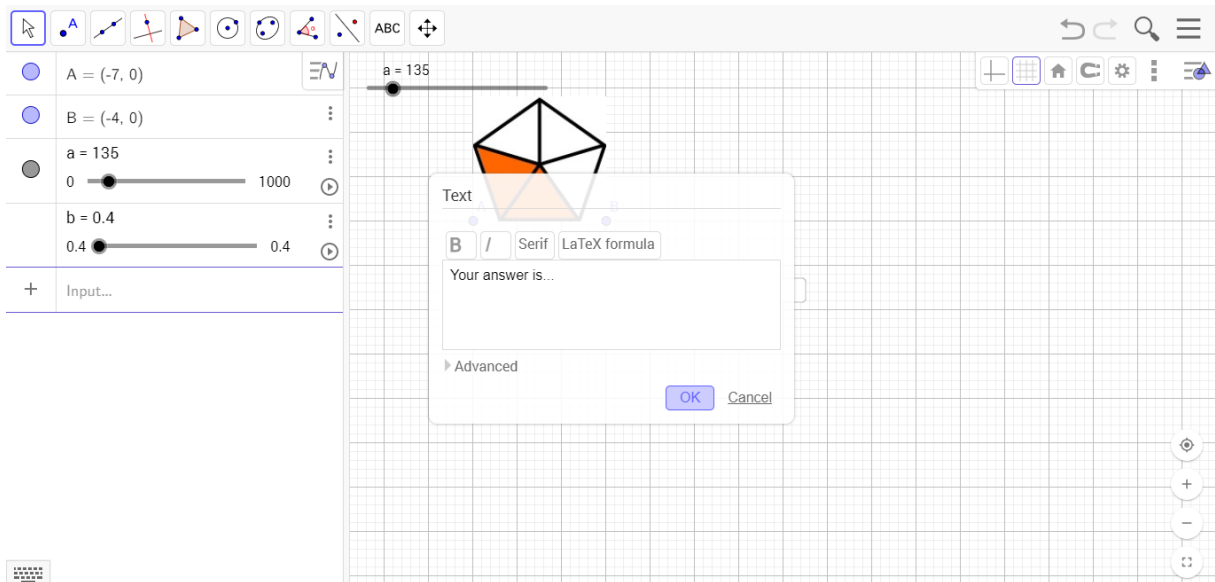 A
ABC
A = (-7, 0)
B = (-4, 0)
a = 135
0
1000
b = 0.4
0.4
0.4
+
Input...
a = 135
A
B
Text
B
I
Serif
LaTeX formula
Your answer is...
Advanced
OK
Cancel